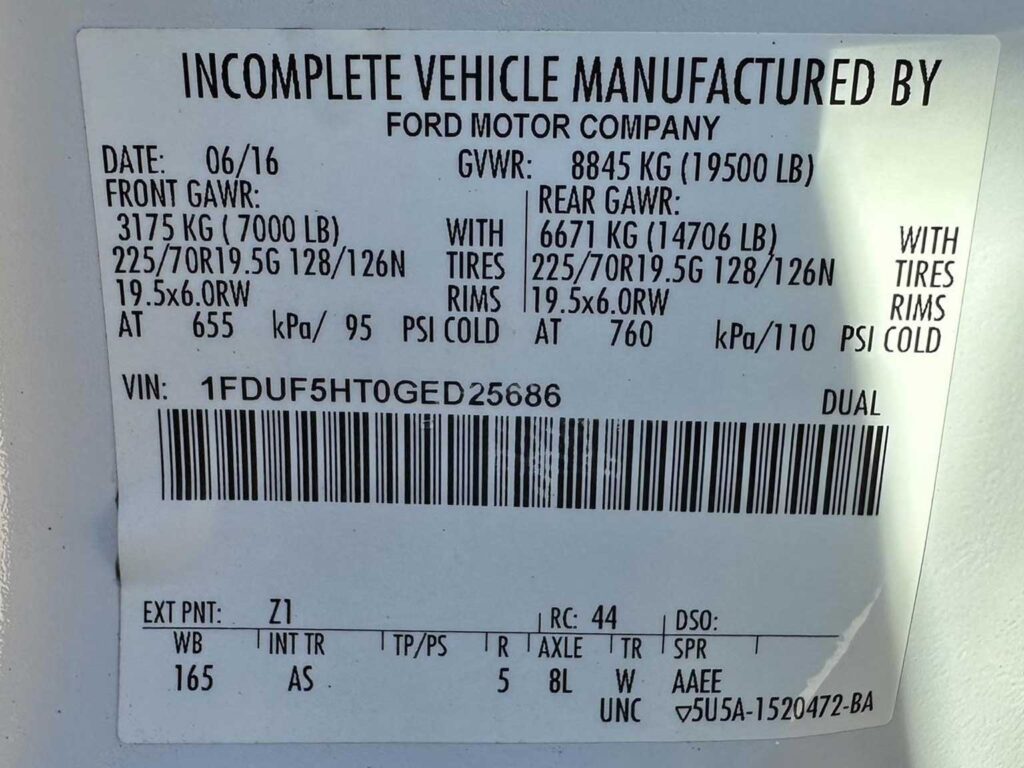 INCOMPLETE VEHICLE MANUFACTURED BY
FORD MOTOR COMPANY
DATE: 06/16 GVWR: 8845 KG (19500 LB)
FRONT GAWR: REAR GAWR:
3175 KG ( 7000 LB) WITH 6671 KG (14706 LB) WITH
225/70R19.5G 128/126N TIRES 225/70R19.5G 128/126N TIRES
19.5x6.0RW RIMS 19.5x6.0RW RIMS
AT 655 kPa/ 95 PSI COLD AT 760 kPa/110 PSI COLD
VIN: 1FDUF5HT0GED25686 DUAL
EXT PNT: Z1 RC: 44 DSO:
WB INT TR TP/PS R AXLE TR SPR
165 AS 5 8L W AAEE
UNC ▽5U5A-1520472-BA